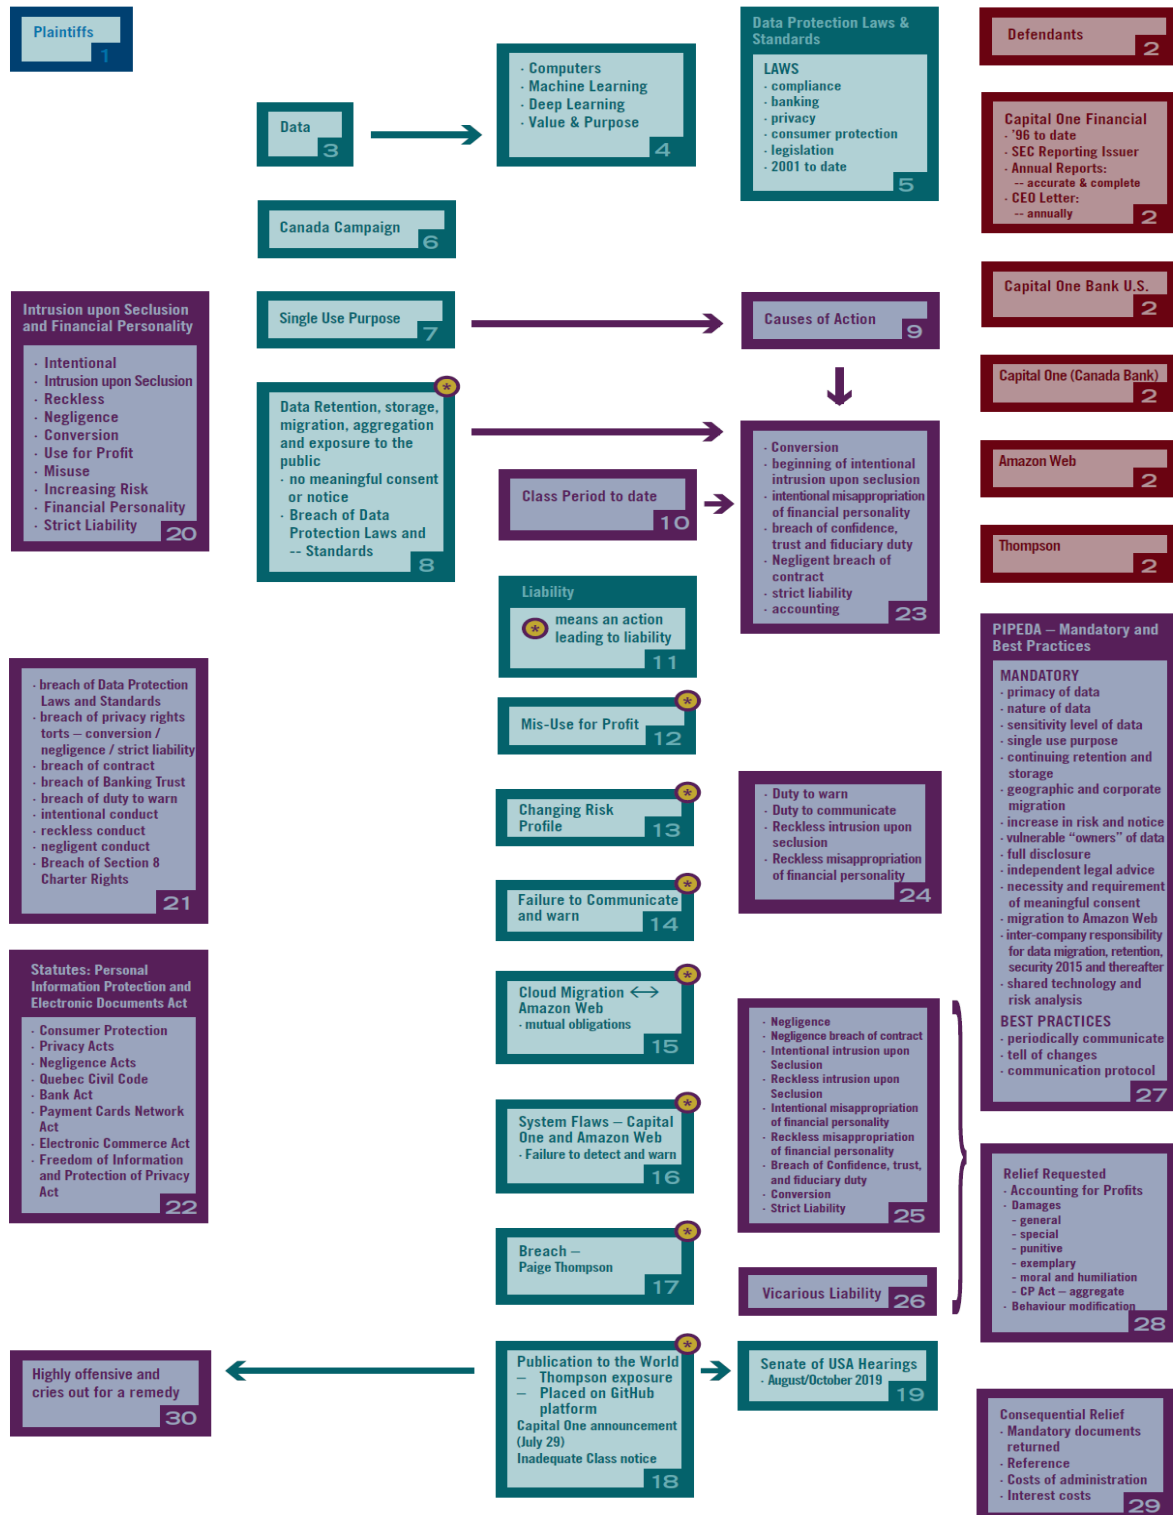 Plaintiffs
1
Data
3
· Computers
· Machine Learning
· Deep Learning
· Value & Purpose
4
Data Protection Laws &
Standards
LAWS
· compliance
· banking
· privacy
· consumer protection
· legislation
· 2001 to date
5
Defendants
2
Capital One Financial
· '96 to date
· SEC Reporting Issuer
· Annual Reports:
-- accurate & complete
· CEO Letter:
-- annually
2
Capital One Bank U.S.
2
Capital One (Canada Bank)
2
Amazon Web
2
Thompson
2
Canada Campaign
6
Single Use Purpose
7
Causes of Action
9
Data Retention, storage,
migration, aggregation
and exposure to the
public
· no meaningful consent
or notice
· Breach of Data
Protection Laws and
-- Standards
8
*
Class Period to date
10
· Conversion
· beginning of intentional
intrusion upon seclusion
· intentional misappropriation
of financial personality
· breach of confidence,
trust and fiduciary duty
· Negligent breach of
contract
· strict liability
· accounting
23
Intrusion upon Seclusion
and Financial Personality
· Intentional
· Intrusion upon Seclusion
· Reckless
· Negligence
· Conversion
· Use for Profit
· Misuse
· Increasing Risk
· Financial Personality
· Strict Liability
20
Liability
* means an action
leading to liability
11
Mis-Use for Profit
12
*
Changing Risk
Profile
13
*
Failure to Communicate
and warn
14
*
Cloud Migration ↔
Amazon Web
· mutual obligations
15
*
System Flaws – Capital
One and Amazon Web
· Failure to detect and warn
16
*
Breach –
Paige Thompson
17
*
Publication to the World
– Thompson exposure
– Placed on GitHub
platform
Capital One announcement
(July 29)
Inadequate Class notice
18
*
Senate of USA Hearings
· August/October 2019
19
· breach of Data Protection
Laws and Standards
· breach of privacy rights
torts – conversion /
negligence / strict liability
· breach of contract
· breach of Banking Trust
· breach of duty to warn
· intentional conduct
· reckless conduct
· negligent conduct
· Breach of Section 8
Charter Rights
21
Statutes: Personal
Information Protection and
Electronic Documents Act
· Consumer Protection
· Privacy Acts
· Negligence Acts
· Quebec Civil Code
· Bank Act
· Payment Cards Network
Act
· Electronic Commerce Act
· Freedom of Information
and Protection of Privacy
Act
22
Highly offensive and
cries out for a remedy
30
· Duty to warn
· Duty to communicate
· Reckless intrusion upon
seclusion
· Reckless misappropriation
of financial personality
24
· Negligence
· Negligence breach of contract
· Intentional intrusion upon
Seclusion
· Reckless intrusion upon
Seclusion
· Intentional misappropriation
of financial personality
· Reckless misappropriation
of financial personality
· Breach of Confidence, trust,
and fiduciary duty
· Conversion
· Strict Liability
25
Vicarious Liability
26
PIPEDA – Mandatory and
Best Practices
MANDATORY
· primacy of data
· nature of data
· sensitivity level of data
· single use purpose
· continuing retention and
storage
· geographic and corporate
migration
· increase in risk and notice
· vulnerable “owners” of data
· full disclosure
· independent legal advice
· necessity and requirement
of meaningful consent
· migration to Amazon Web
· inter-company responsibility
for data migration, retention,
security 2015 and thereafter
· shared technology and
risk analysis
BEST PRACTICES
· periodically communicate
· tell of changes
· communication protocol
27
Relief Requested
· Accounting for Profits
· Damages
- general
- special
- punitive
- exemplary
- moral and humiliation
- CP Act – aggregate
· Behaviour modification
28
Consequential Relief
· Mandatory documents
returned
· Reference
· Costs of administration
· Interest costs
29